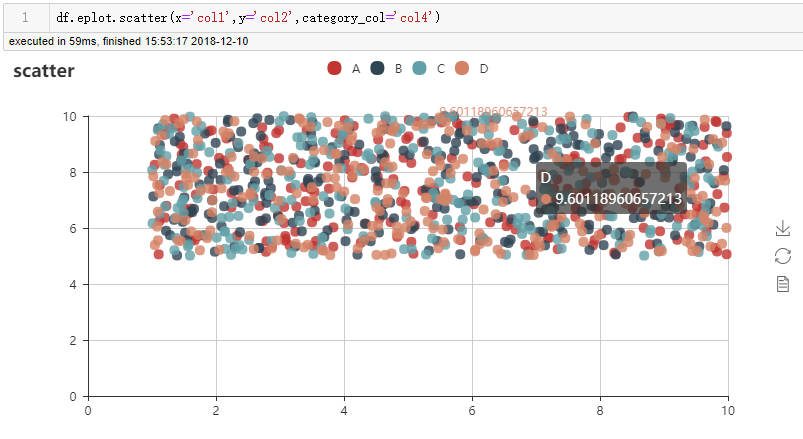 1 df.eplot.scatter(x='col1',y='col2',category_col='col4')
executed in 59ms, finished 15:53:17 2018-12-10
scatter
A B C D
9.60118960657213
10
8
D
9.60118960657213
6
4
2
0
0 2 4 6 8 10